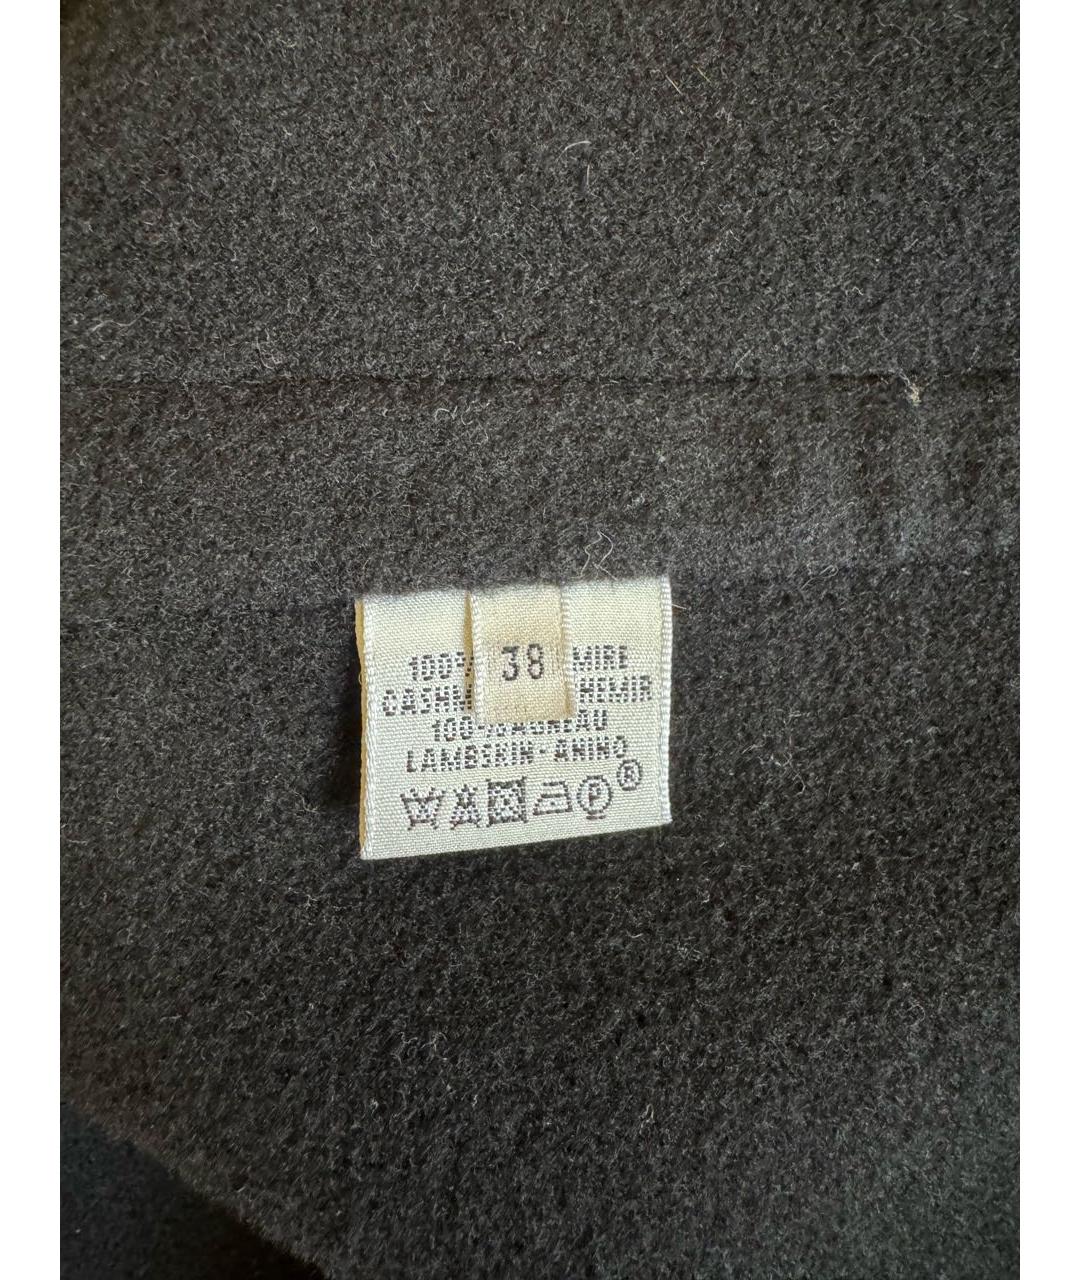 100% 38 MIRE
CASHM HEMIR
100% AGNEAU
LAMBSKIN - ANINO
P ®